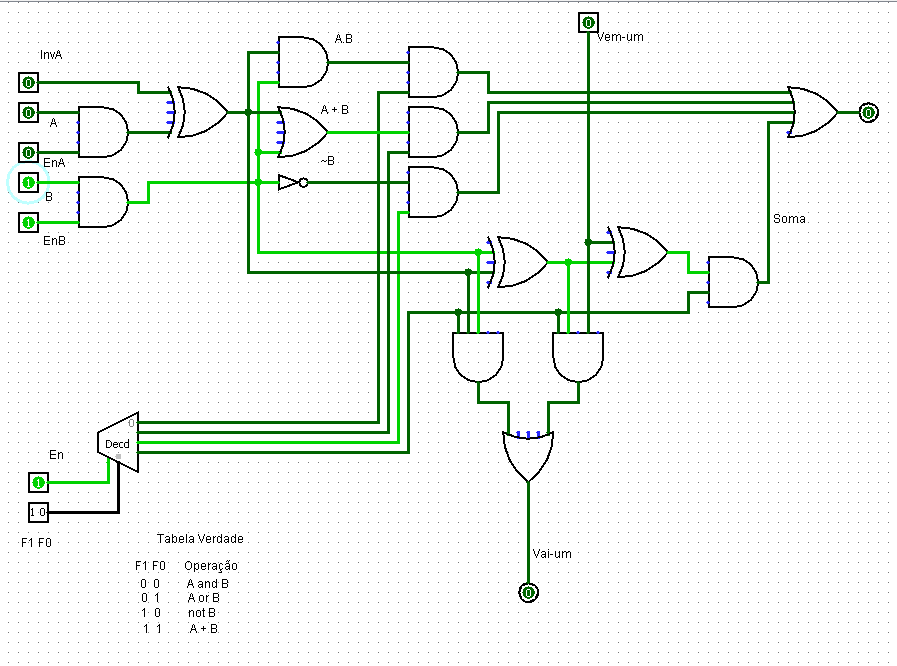 0
Vem-um
A.B
InvA
0
0
A
A + B
0
0
EnA
~B
1
B
1
EnB
Soma
0
Decd
En
1
1 0
F1 F0
Tabela Verdade
Vai-um
F1 F0 Operação
0 0 A and B
0 1 A or B
1 0 not B
1 1 A + B
0